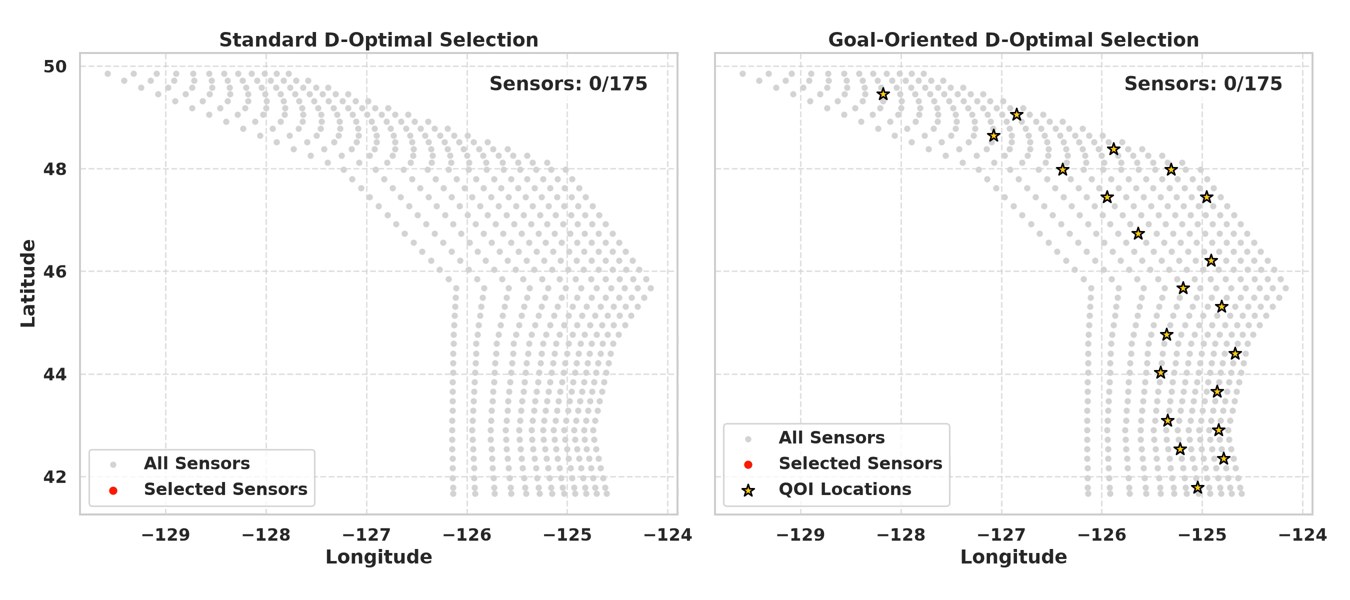 Standard D-Optimal Selection
Sensors: 0/175
50
48
46
44
42
Latitude
All Sensors
Selected Sensors
−129
−128
−127
−126
−125
−124
Longitude
Goal-Oriented D-Optimal Selection
Sensors: 0/175
All Sensors
Selected Sensors
QOI Locations
−129
−128
−127
−126
−125
−124
Longitude